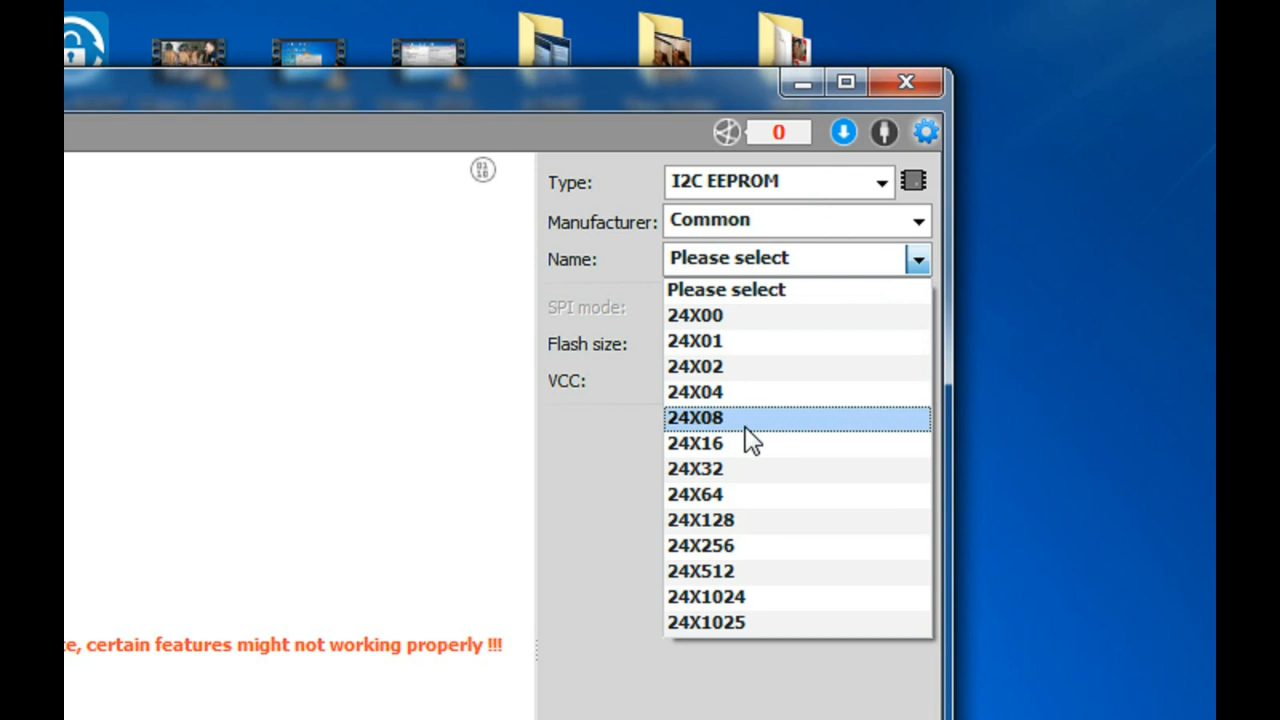 0
Type:
I2C EEPROM
Manufacturer:
Common
Name:
Please select
Please select
SPI mode:
24X00
24X01
Flash size:
24X02
VCC:
24X04
24X08
24X16
24X32
24X64
24X128
24X256
24X512
24X1024
24X1025
certain features might not working properly !!!